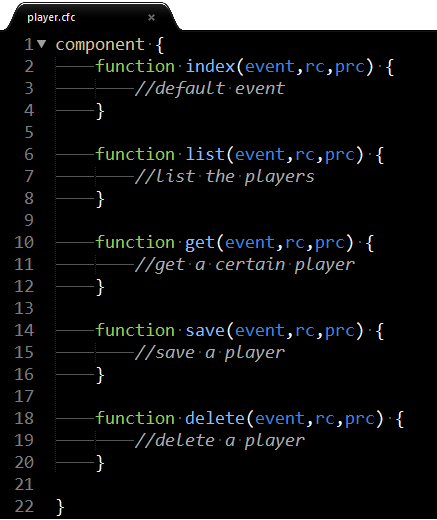 player.cfc ×
1 component {
2 function index(event,rc,prc) {
3 //default event
4 }
5
6 function list(event,rc,prc) {
7 //list the players
8 }
9
10 function get(event,rc,prc) {
11 //get a certain player
12 }
13
14 function save(event,rc,prc) {
15 //save a player
16 }
17
18 function delete(event,rc,prc) {
19 //delete a player
20 }
21
22 }